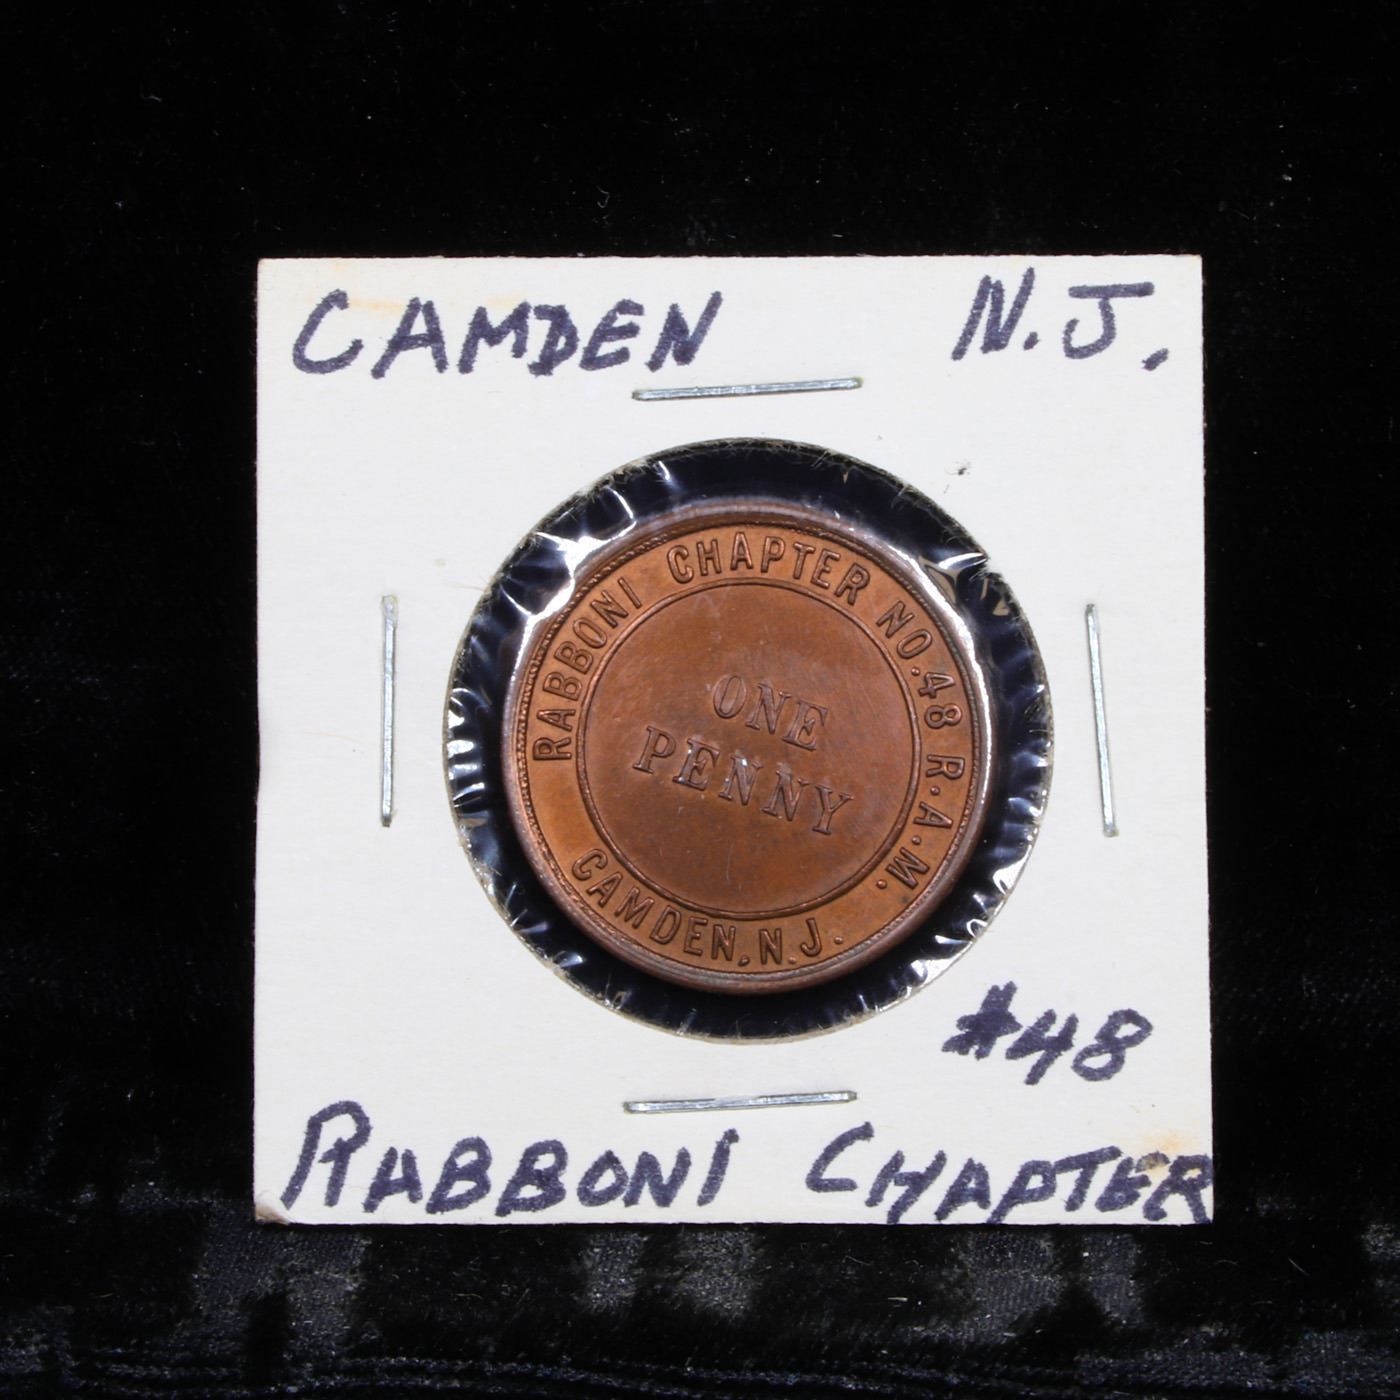 CAMDEN N.J.
RABBONI CHAPTER NO. 48 R.A.M.
ONE
PENNY
CAMDEN, N.J.
#48
RABBONI CHAPTER